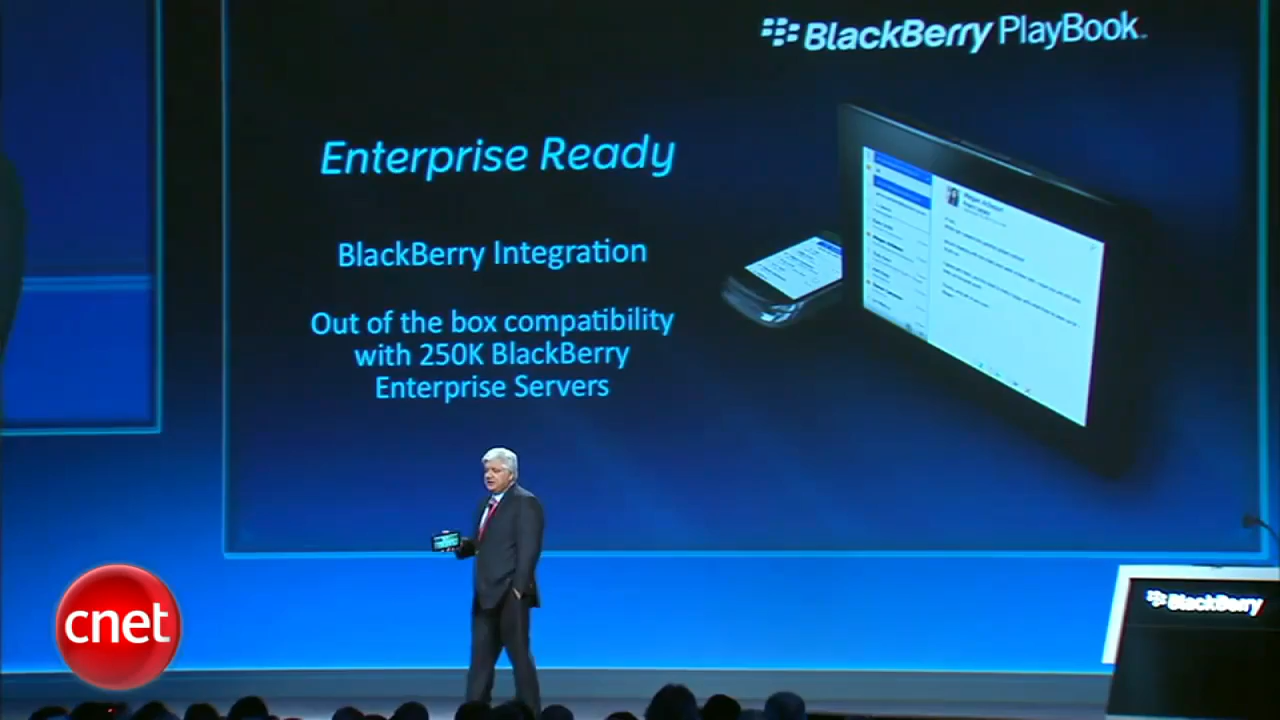 BlackBerry PlayBook
Enterprise Ready
BlackBerry Integration
Out of the box compatibility
with 250K BlackBerry
Enterprise Servers
cnet
BlackBerry